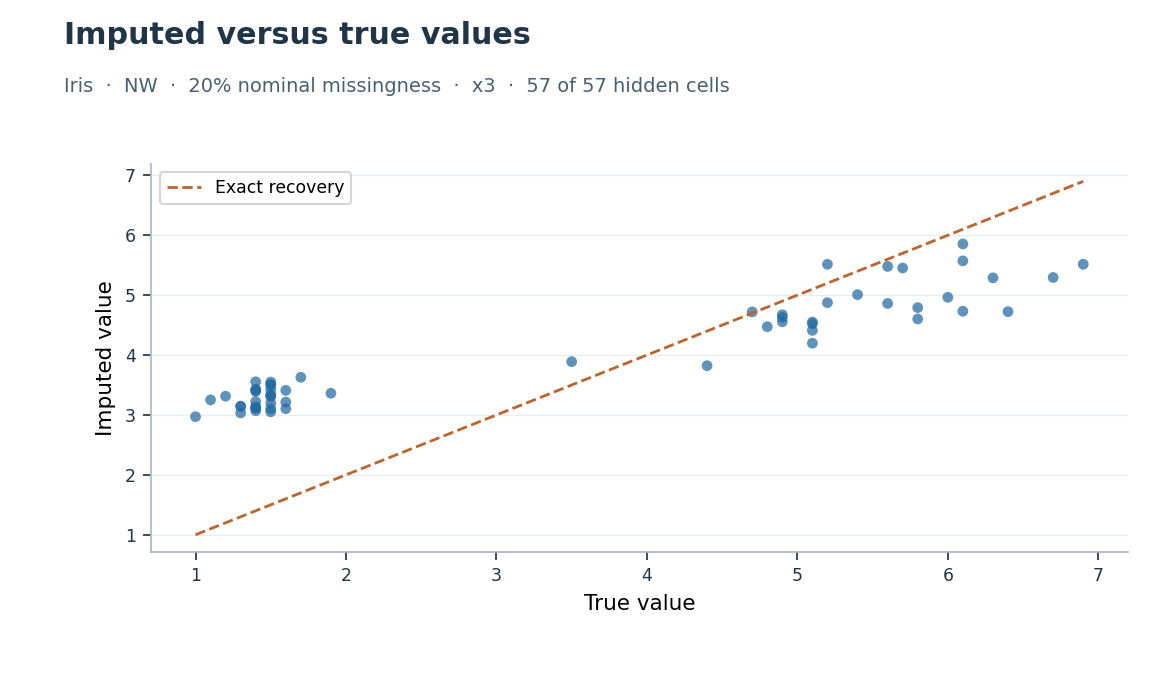 Imputed versus true values
Iris · NW · 20% nominal missingness · x3 · 57 of 57 hidden cells
Exact recovery
7
6
5
4
3
2
1
Imputed value
1 2 3 4 5 6 7
True value